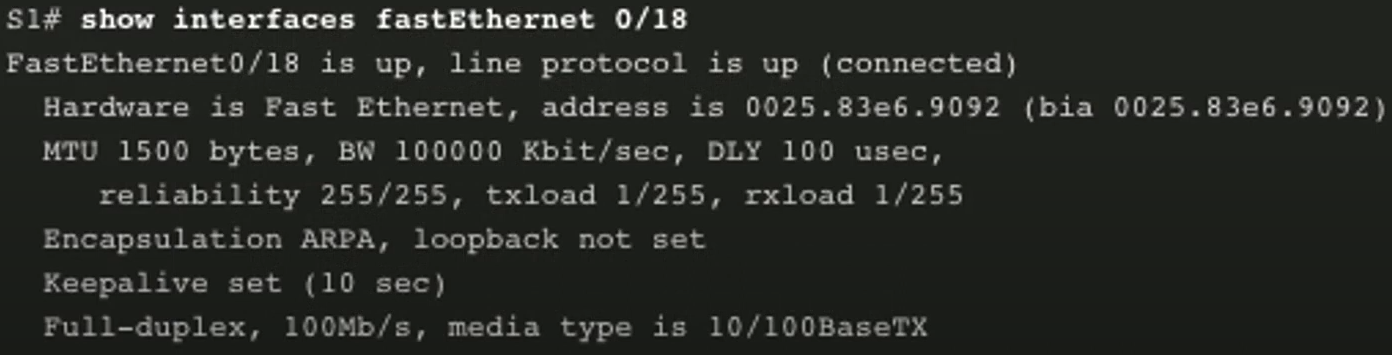 S1# show interfaces fastEthernet 0/18
FastEthernet0/18 is up, line protocol is up (connected)
Hardware is Fast Ethernet, address is 0025.83e6.9092 (bia 0025.83e6.9092)
MTU 1500 bytes, BW 100000 Kbit/sec, DLY 100 usec,
reliability 255/255, txload 1/255, rxload 1/255
Encapsulation ARPA, loopback not set
Keepalive set (10 sec)
Full-duplex, 100Mb/s, media type is 10/100BaseTX